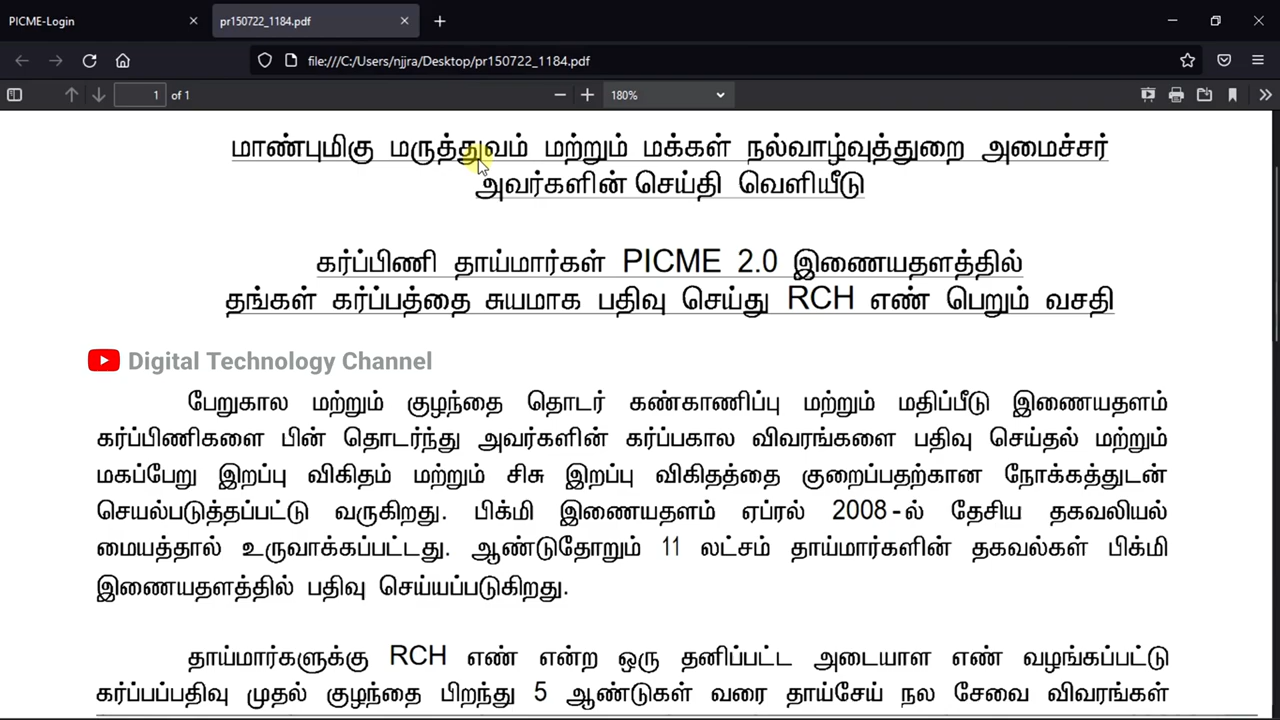 PICME-Login
pr150722_1184.pdf
file:///C:/Users/njjra/Desktop/pr150722_1184.pdf
1 of 1
180%
மாண்புமிகு மருத்துவம் மற்றும் மக்கள் நல்வாழ்வுத்துறை அமைச்சர்
அவர்களின் செய்தி வெளியீடு
கர்ப்பிணி தாய்மார்கள் PICME 2.0 இணையதளத்தில்
தங்கள் கர்ப்பத்தை சுயமாக பதிவு செய்து RCH எண் பெறும் வசதி
Digital Technology Channel
பேறுகால மற்றும் குழந்தை தொடர் கண்காணிப்பு மற்றும் மதிப்பீடு இணையதளம்
கர்ப்பிணிகளை பின் தொடர்ந்து அவர்களின் கர்ப்பகால விவரங்களை பதிவு செய்தல் மற்றும்
மகப்பேறு இறப்பு விகிதம் மற்றும் சிசு இறப்பு விகிதத்தை குறைப்பதற்கான நோக்கத்துடன்
செயல்படுத்தப்பட்டு வருகிறது. பிக்மி இணையதளம் ஏப்ரல் 2008-ல் தேசிய தகவலியல்
மையத்தால் உருவாக்கப்பட்டது. ஆண்டுதோறும் 11 லட்சம் தாய்மார்களின் தகவல்கள் பிக்மி
இணையதளத்தில் பதிவு செய்யப்படுகிறது.
தாய்மார்களுக்கு RCH எண் என்ற ஒரு தனிப்பட்ட அடையாள எண் வழங்கப்பட்டு
கர்ப்பப்பதிவு முதல் குழந்தை பிறந்து 5 ஆண்டுகள் வரை தாய்சேய் நல சேவை விவரங்கள்